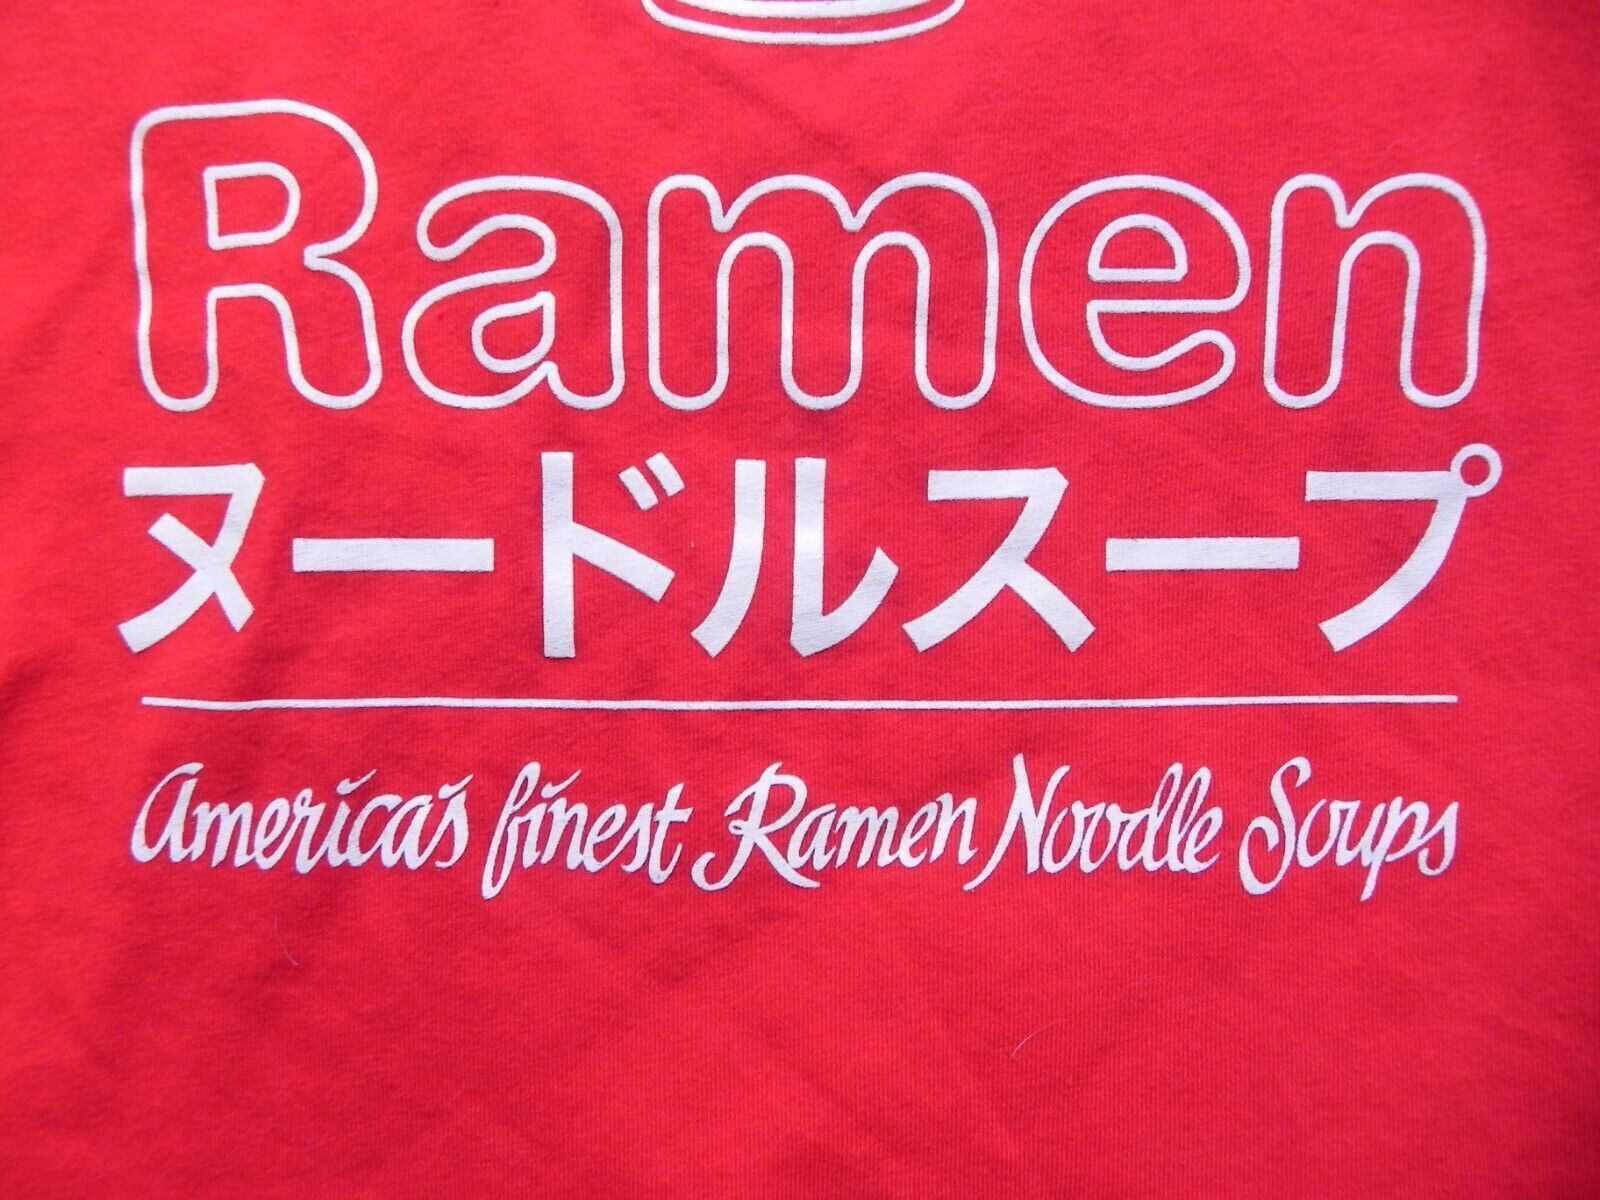 Ramen
ヌードルスープ
America's finest Ramen Noodle Soups